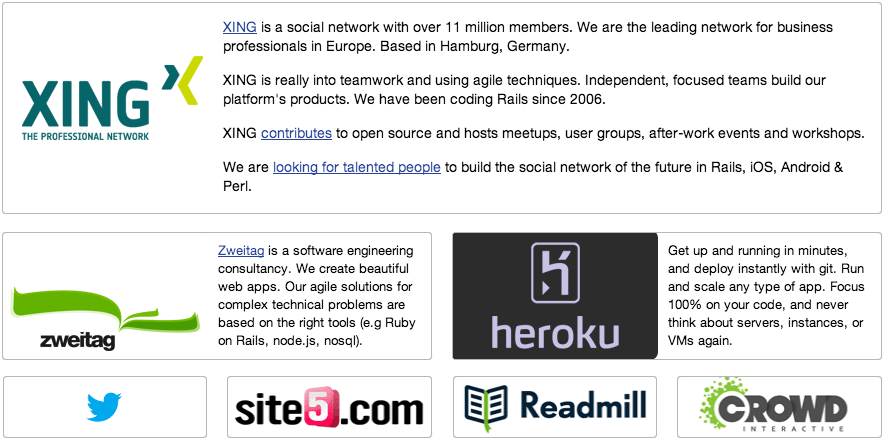 XING
THE PROFESSIONAL NETWORK
XING is a social network with over 11 million members. We are the leading network for business
professionals in Europe. Based in Hamburg, Germany.
XING is really into teamwork and using agile techniques. Independent, focused teams build our
platform's products. We have been coding Rails since 2006.
XING contributes to open source and hosts meetups, user groups, after-work events and workshops.
We are looking for talented people to build the social network of the future in Rails, iOS, Android &
Perl.
zweitag
Zweitag is a software engineering
consultancy. We create beautiful
web apps. Our agile solutions for
complex technical problems are
based on the right tools (e.g Ruby
on Rails, node.js, nosql).
heroku
Get up and running in minutes,
and deploy instantly with git. Run
and scale any type of app. Focus
100% on your code, and never
think about servers, instances, or
VMs again.
site5.com
Readmill
CROWD
INTERACTIVE